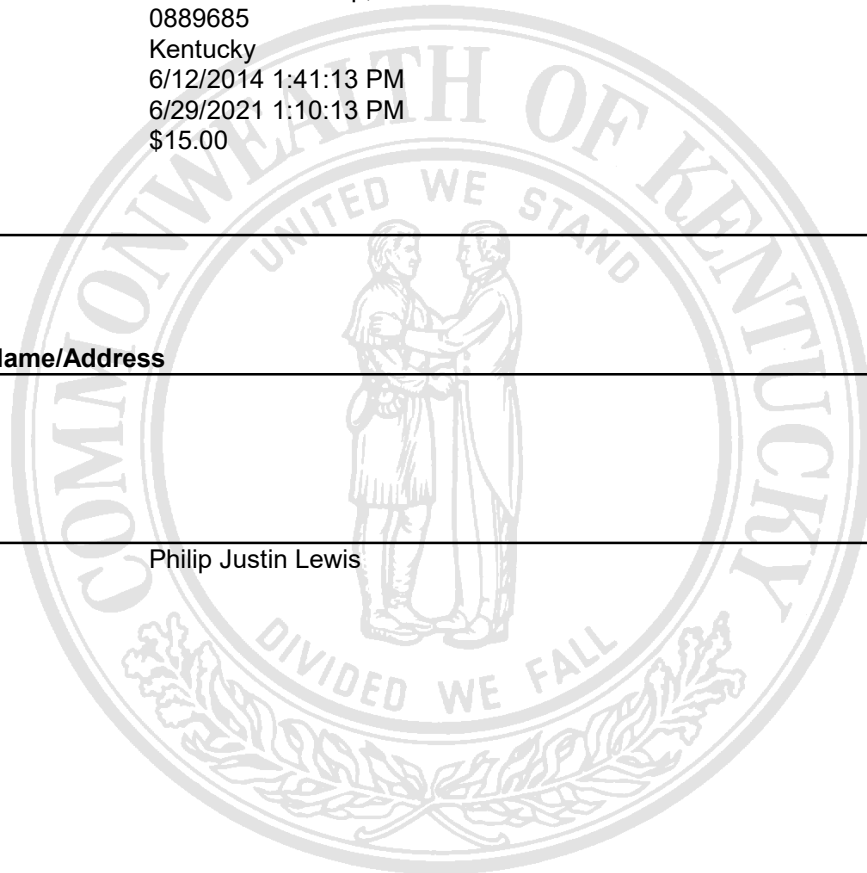 0889685
Kentucky
6/12/2014 1:41:13 PM
6/29/2021 1:10:13 PM
$15.00
COMMONWEALTH OF KENTUCKY
UNITED WE STAND
Name/Address
Philip Justin Lewis
DIVIDED WE FALL